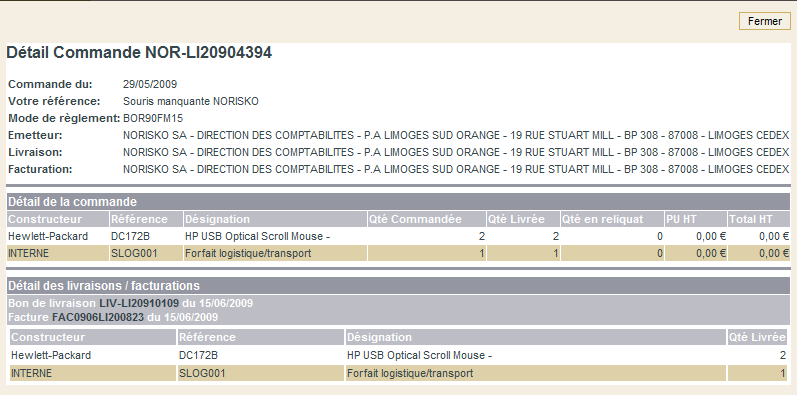 Fermer
Détail Commande NOR-LI20904394
Commande du: 29/05/2009
Votre référence: Souris manquante NORISKO
Mode de règlement: BOR90FM15
Emetteur: NORISKO SA - DIRECTION DES COMPTABILITES - P.A LIMOGES SUD ORANGE - 19 RUE STUART MILL - BP 308 - 87008 - LIMOGES CEDEX
Livraison: NORISKO SA - DIRECTION DES COMPTABILITES - P.A LIMOGES SUD ORANGE - 19 RUE STUART MILL - BP 308 - 87008 - LIMOGES CEDEX
Facturation: NORISKO SA - DIRECTION DES COMPTABILITES - P.A LIMOGES SUD ORANGE - 19 RUE STUART MILL - BP 308 - 87008 - LIMOGES CEDEX
Détail de la commande
Constructeur Référence Désignation Qté Commandée Qté Livrée Qté en reliquat PU HT Total HT
Hewlett-Packard DC172B HP USB Optical Scroll Mouse - 2 2 0 0,00 € 0,00 €
INTERNE SLOG001 Forfait logistique/transport 1 1 0 0,00 € 0,00 €
Détail des livraisons / facturations
Bon de livraison LIV-LI20910109 du 15/06/2009
Facture FAC0906LI200823 du 15/06/2009
Constructeur Référence Désignation Qté Livrée
Hewlett-Packard DC172B HP USB Optical Scroll Mouse - 2
INTERNE SLOG001 Forfait logistique/transport 1